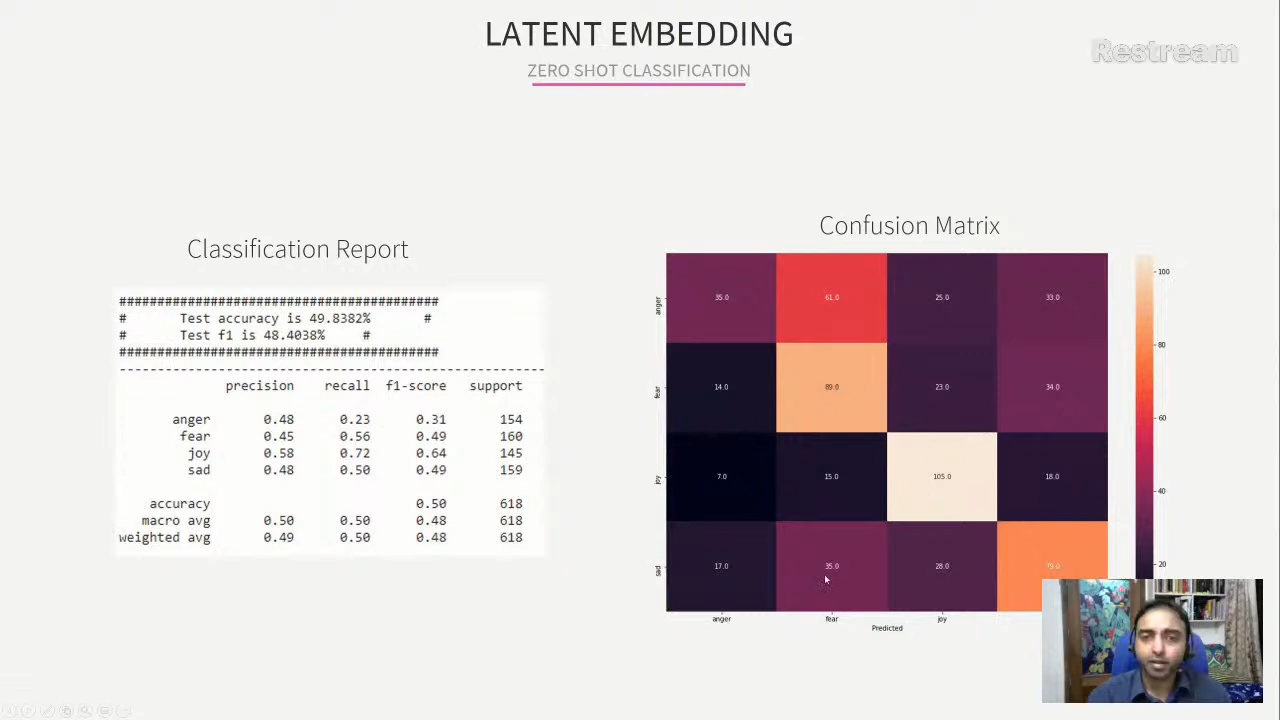 LATENT EMBEDDING
ZERO SHOT CLASSIFICATION
Restream
Classification Report
##########################################
# Test accuracy is 49.8382% #
# Test f1 is 48.4038% #
##########################################
--------------------------------------------------------
precision recall f1-score support
anger 0.48 0.23 0.31 154
fear 0.45 0.56 0.49 160
joy 0.58 0.72 0.64 145
sad 0.48 0.50 0.49 159
accuracy 0.50 618
macro avg 0.50 0.50 0.48 618
weighted avg 0.49 0.50 0.48 618
Confusion Matrix
anger 35.0 61.0 25.0 33.0
fear 14.0 89.0 23.0 34.0
joy 7.0 15.0 105.0 18.0
sad 17.0 35.0 28.0 79.0
anger fear joy
Predicted
100
80
60
40
20